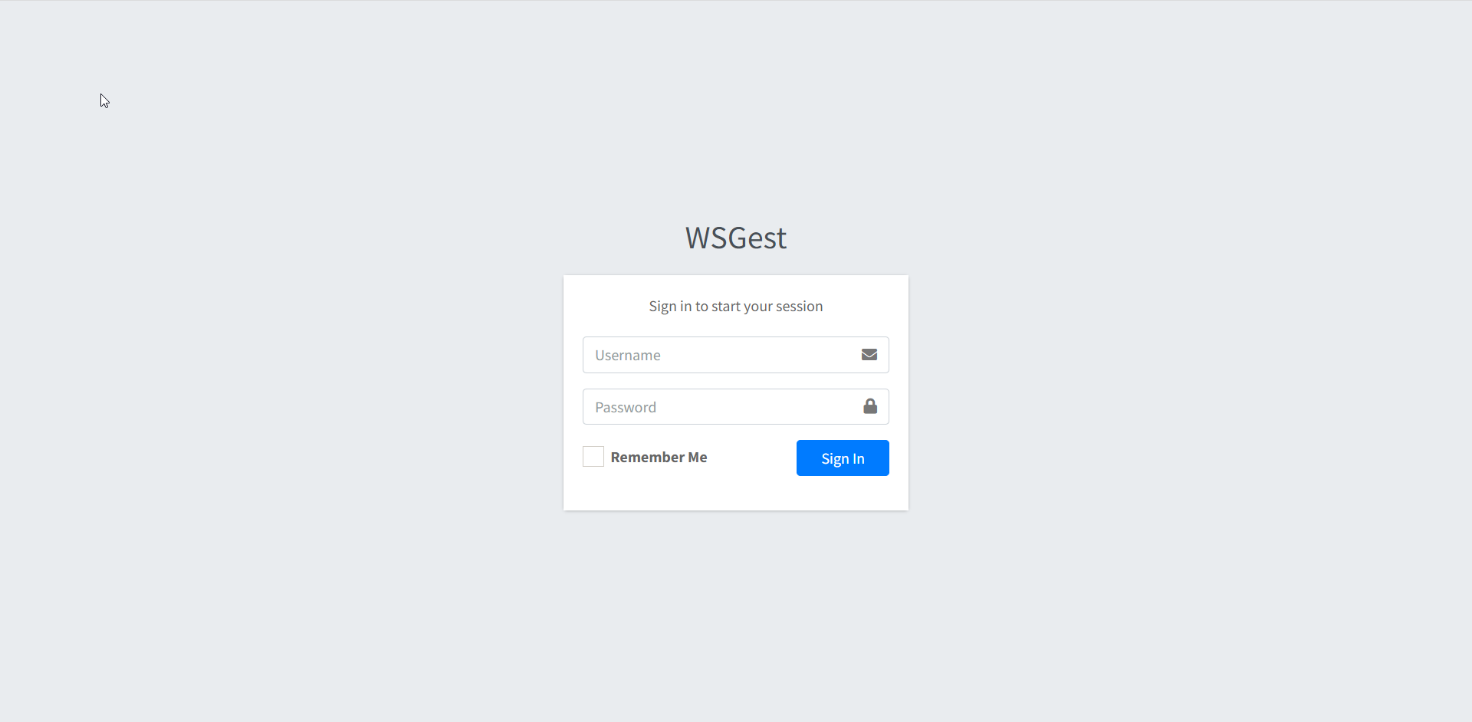 WSGest
Sign in to start your session
Username
Password
Remember Me
Sign In